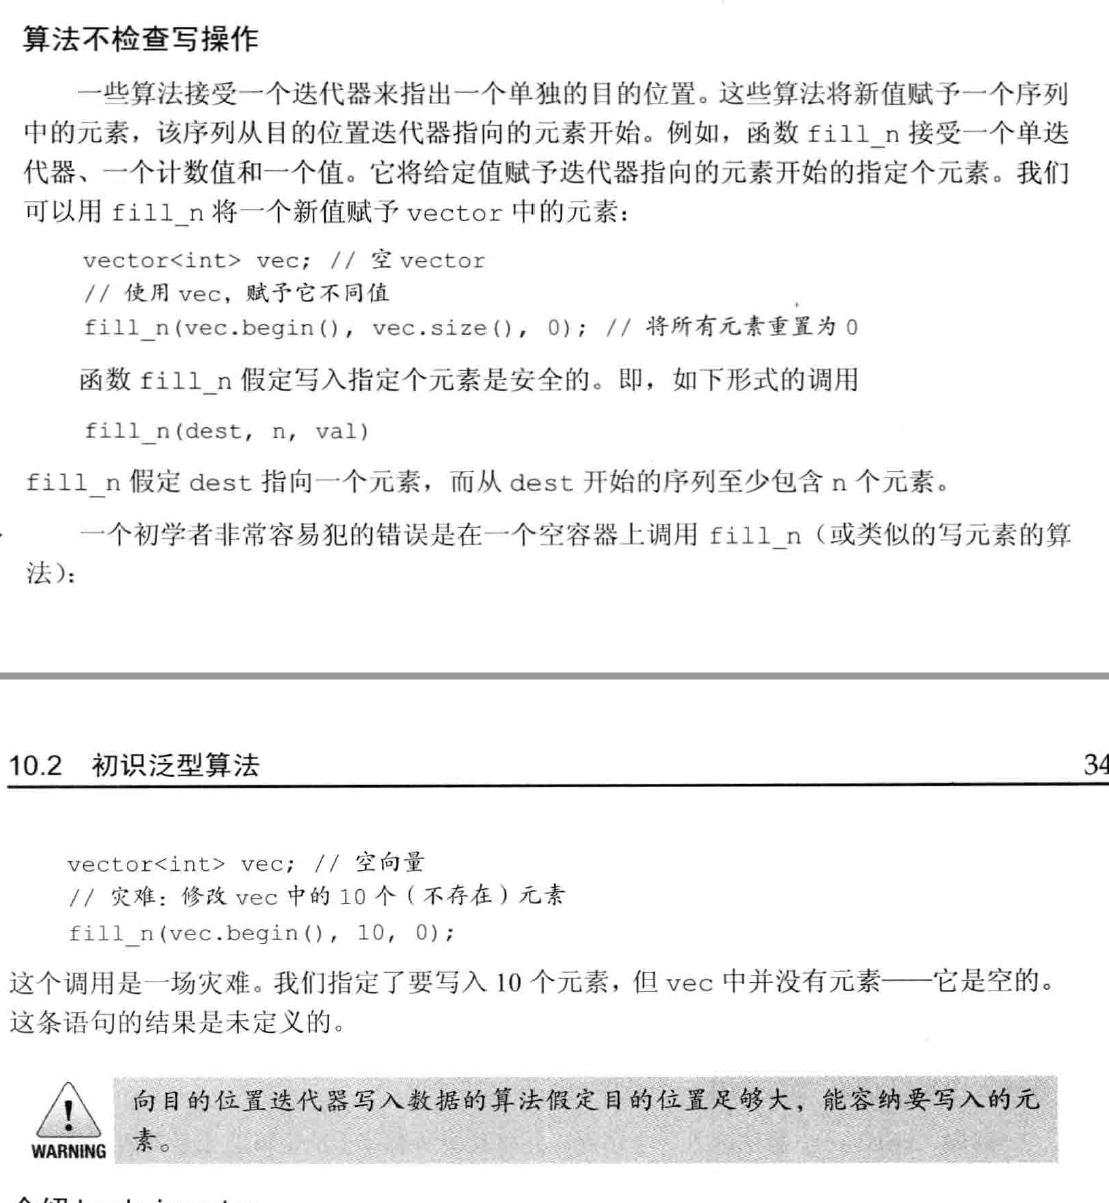 算法不检查写操作
一些算法接受一个迭代器来指出一个单独的目的位置。这些算法将新值赋予一个序列
中的元素，该序列从目的位置迭代器指向的元素开始。例如，函数 fill_n 接受一个单迭
代器、一个计数值和一个值。它将给定值赋予迭代器指向的元素开始的指定个元素。我们
可以用 fill_n 将一个新值赋予 vector 中的元素：
vector<int> vec; // 空 vector
// 使用 vec，赋予它不同值
fill_n(vec.begin(), vec.size(), 0); // 将所有元素重置为 0
函数 fill_n 假定写入指定个元素是安全的。即，如下形式的调用
fill_n(dest, n, val)
fill_n 假定 dest 指向一个元素，而从 dest 开始的序列至少包含 n 个元素。
一个初学者非常容易犯的错误是在一个空容器上调用 fill_n（或类似的写元素的算
法）：
10.2 初识泛型算法 34
vector<int> vec; // 空向量
// 灾难：修改 vec 中的 10 个（不存在）元素
fill_n(vec.begin(), 10, 0);
这个调用是一场灾难。我们指定了要写入 10 个元素，但 vec 中并没有元素——它是空的。
这条语句的结果是未定义的。
向目的位置迭代器写入数据的算法假定目的位置足够大，能容纳要写入的元
WARNING 素。